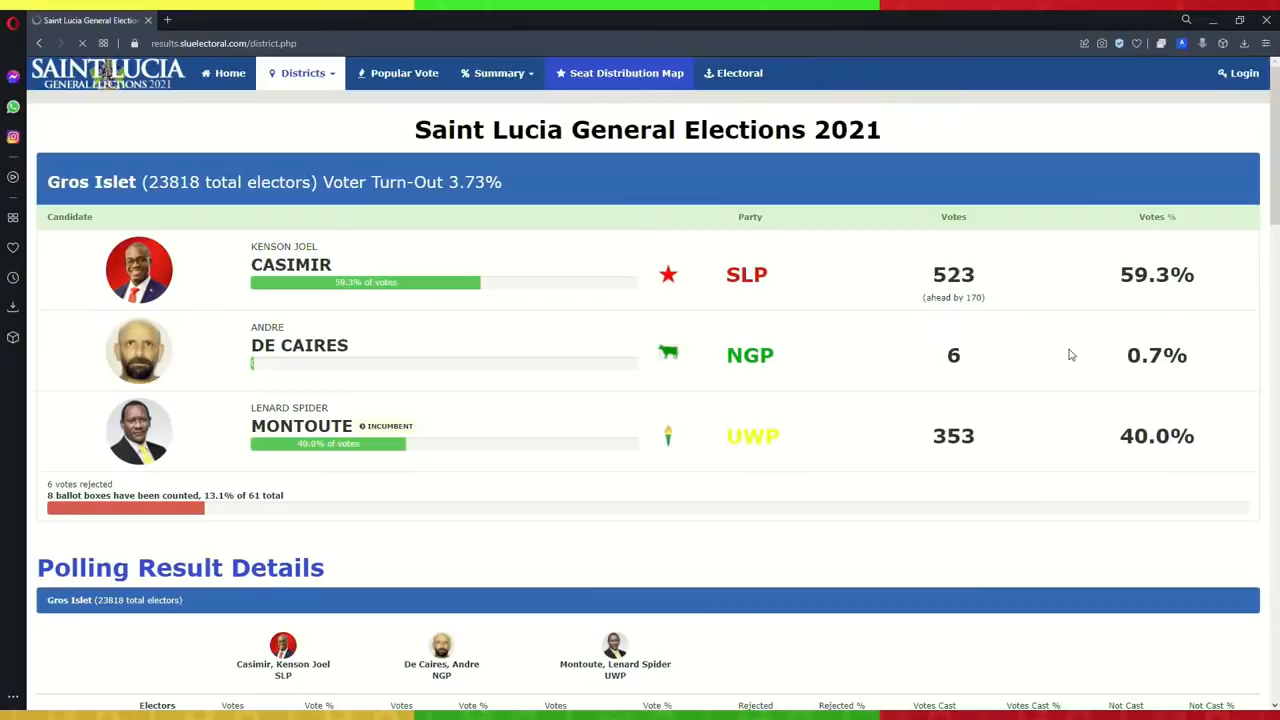 Saint Lucia General Electio
results.sluelectoral.com/district.php
SAINT LUCIA
GENERAL ELECTIONS 2021
Home
Districts
Popular Vote
% Summary
Seat Distribution Map
Electoral
Login
Saint Lucia General Elections 2021
Gros Islet (23818 total electors) Voter Turn-Out 3.73%
Candidate Party Votes Votes %
KENSON JOEL
CASIMIR
59.3% of votes
SLP 523 59.3%
(ahead by 170)
ANDRE
DE CAIRES
NGP 6 0.7%
LENARD SPIDER
MONTOUTE INCUMBENT
40.0% of votes
UWP 353 40.0%
6 votes rejected
8 ballot boxes have been counted, 13.1% of 61 total
Polling Result Details
Gros Islet (23818 total electors)
Casimir, Kenson Joel De Caires, Andre Montoute, Lenard Spider
SLP NGP UWP
Electors Votes Vote % Votes Vote % Votes Vote % Rejected Rejected % Votes Cast Votes Cast % Not Cast Not Cast %